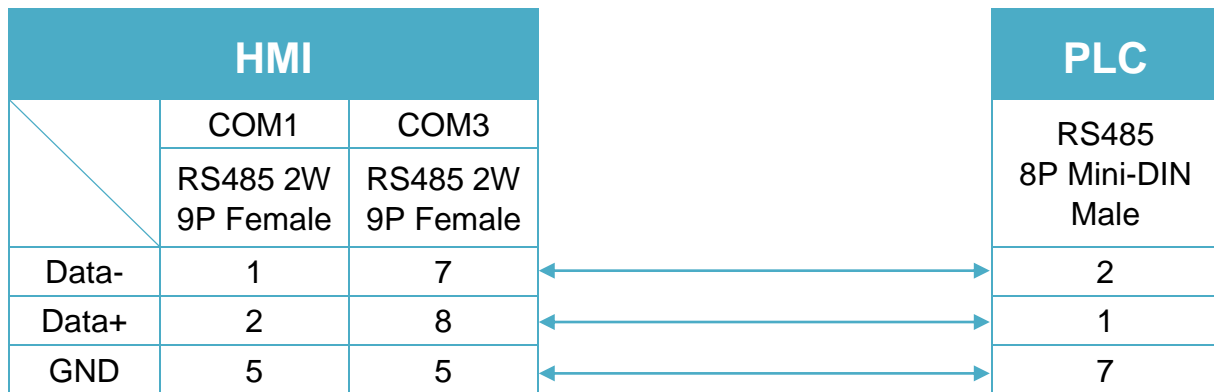 HMI
PLC
COM1
COM3
RS485
8P Mini-DIN
Male
RS485 2W
9P Female
RS485 2W
9P Female
Data-
1
7
2
Data+
2
8
1
GND
5
5
7